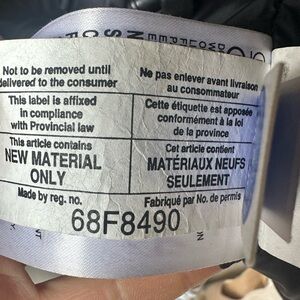 Not to be removed until
delivered to the consumer
Ne pas enlever avant livraison
au consommateur
This label is affixed
in compliance
with Provincial law
Cette étiquette est apposée
conformément à la loi
de la province
This article contains
NEW MATERIAL
ONLY
Cet article contient
MATÉRIAUX NEUFS
SEULEMENT
Made by reg. no.
Fabriqué par No. de permis
68F8490